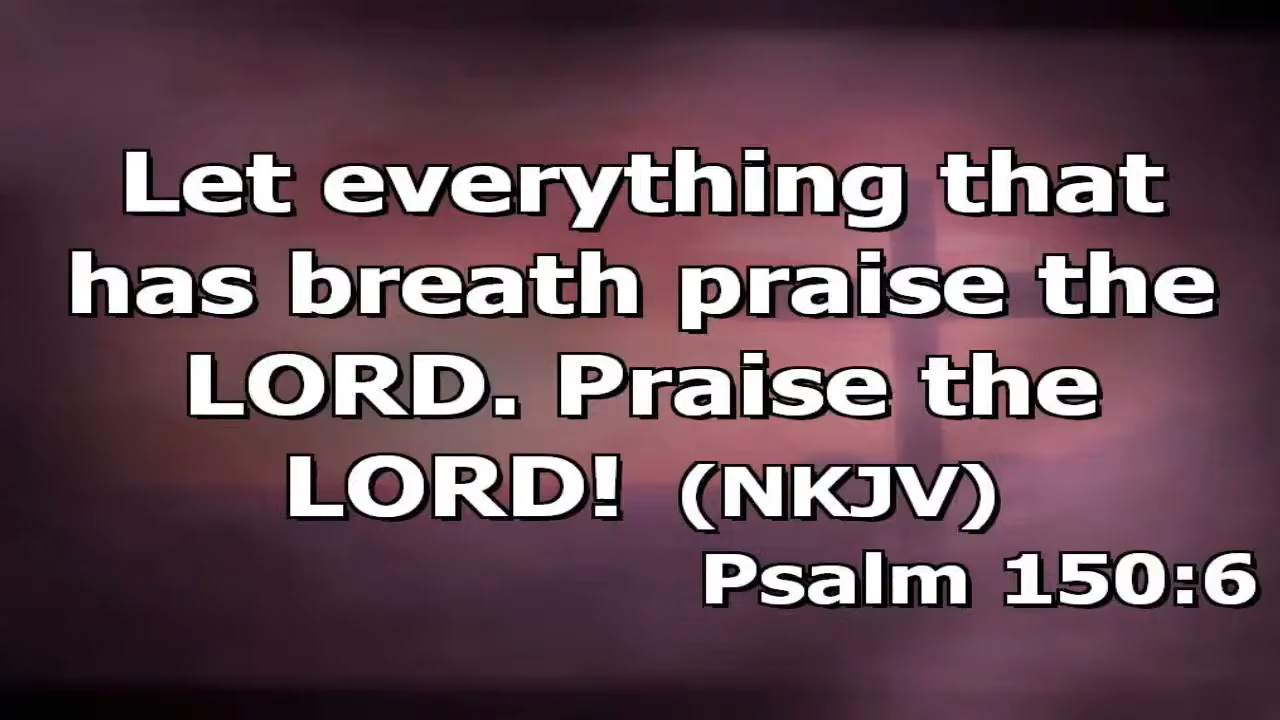 Let everything that
has breath praise the
LORD. Praise the
LORD! (NKJV)
Psalm 150:6